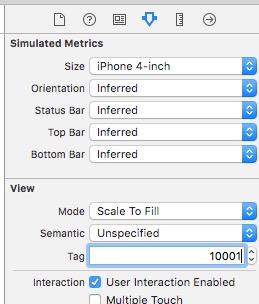 Simulated Metrics
Size iPhone 4-inch
Orientation Inferred
Status Bar Inferred
Top Bar Inferred
Bottom Bar Inferred
View
Mode Scale To Fill
Semantic Unspecified
Tag 10001
Interaction User Interaction Enabled
Multiple Touch